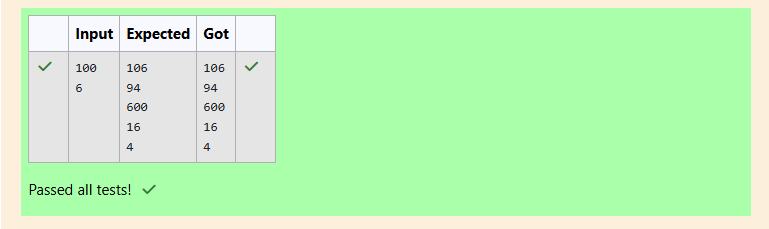 Input Expected Got
100 106 106
6 94 94
600 600
16 16
4 4
Passed all tests!